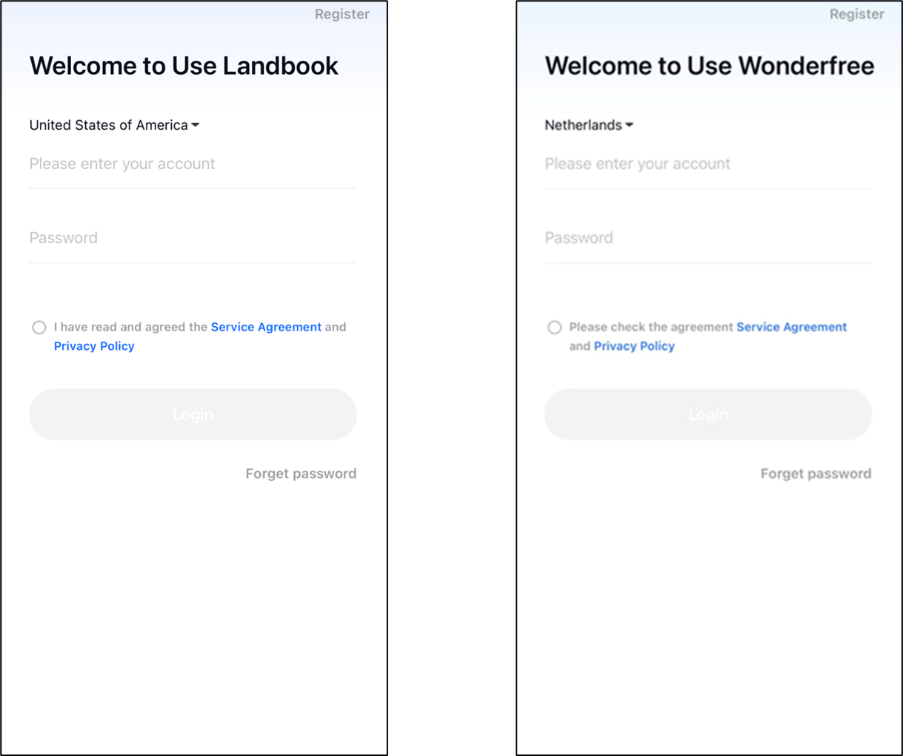 Register
Welcome to Use Landbook
United States of America
Please enter your account
Password
I have read and agreed the Service Agreement and
Privacy Policy
Login
Forget password
Register
Welcome to Use Wonderfree
Netherlands
Please enter your account
Password
Please check the agreement Service Agreement
and Privacy Policy
Login
Forget password